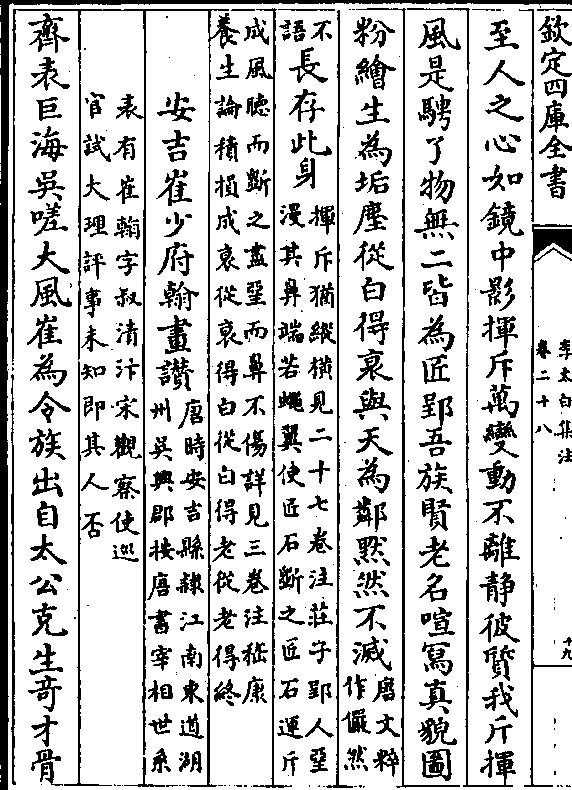 欽定四庫全書
李太白集注
卷二十八
十九
至人之心如鏡中影揮斥萬變動不離静彼質我斤揮
風是騁了物無二皆為匠郢吾族賢老名喧寫真貌圖
粉繪生為垢塵從白得衰與天為鄰黙然不滅唐文粹作儼然
不語長存此身揮斥猶縱横見二十七卷注莊子郢人堊
漫其鼻端若蠅翼使匠石斵之匠石運斤
成風聴而斵之盡堊而鼻不傷詳見三卷注嵇康
養生論積損成衰從衰得白從白得老從老得終
安吉崔少府翰畫讃唐時安吉縣隷江南東道湖
州吳興郡按唐書宰相世系
表有崔翰字叔清汴宋觀察使巡
官試大理評事未知即其人否
齊表巨海吳嗟大風崔為令族出自太公克生竒才骨